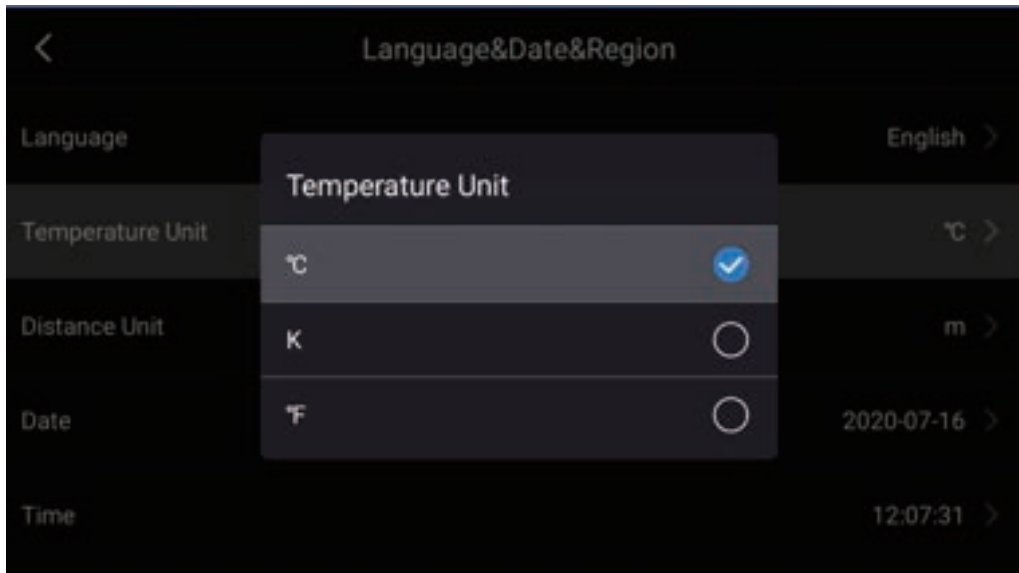 Language&Date&Region
Language English
Temperature Unit
Temperature Unit ℃
℃
Distance Unit m
K
Date 2020-07-16
℉
Time 12:07:31